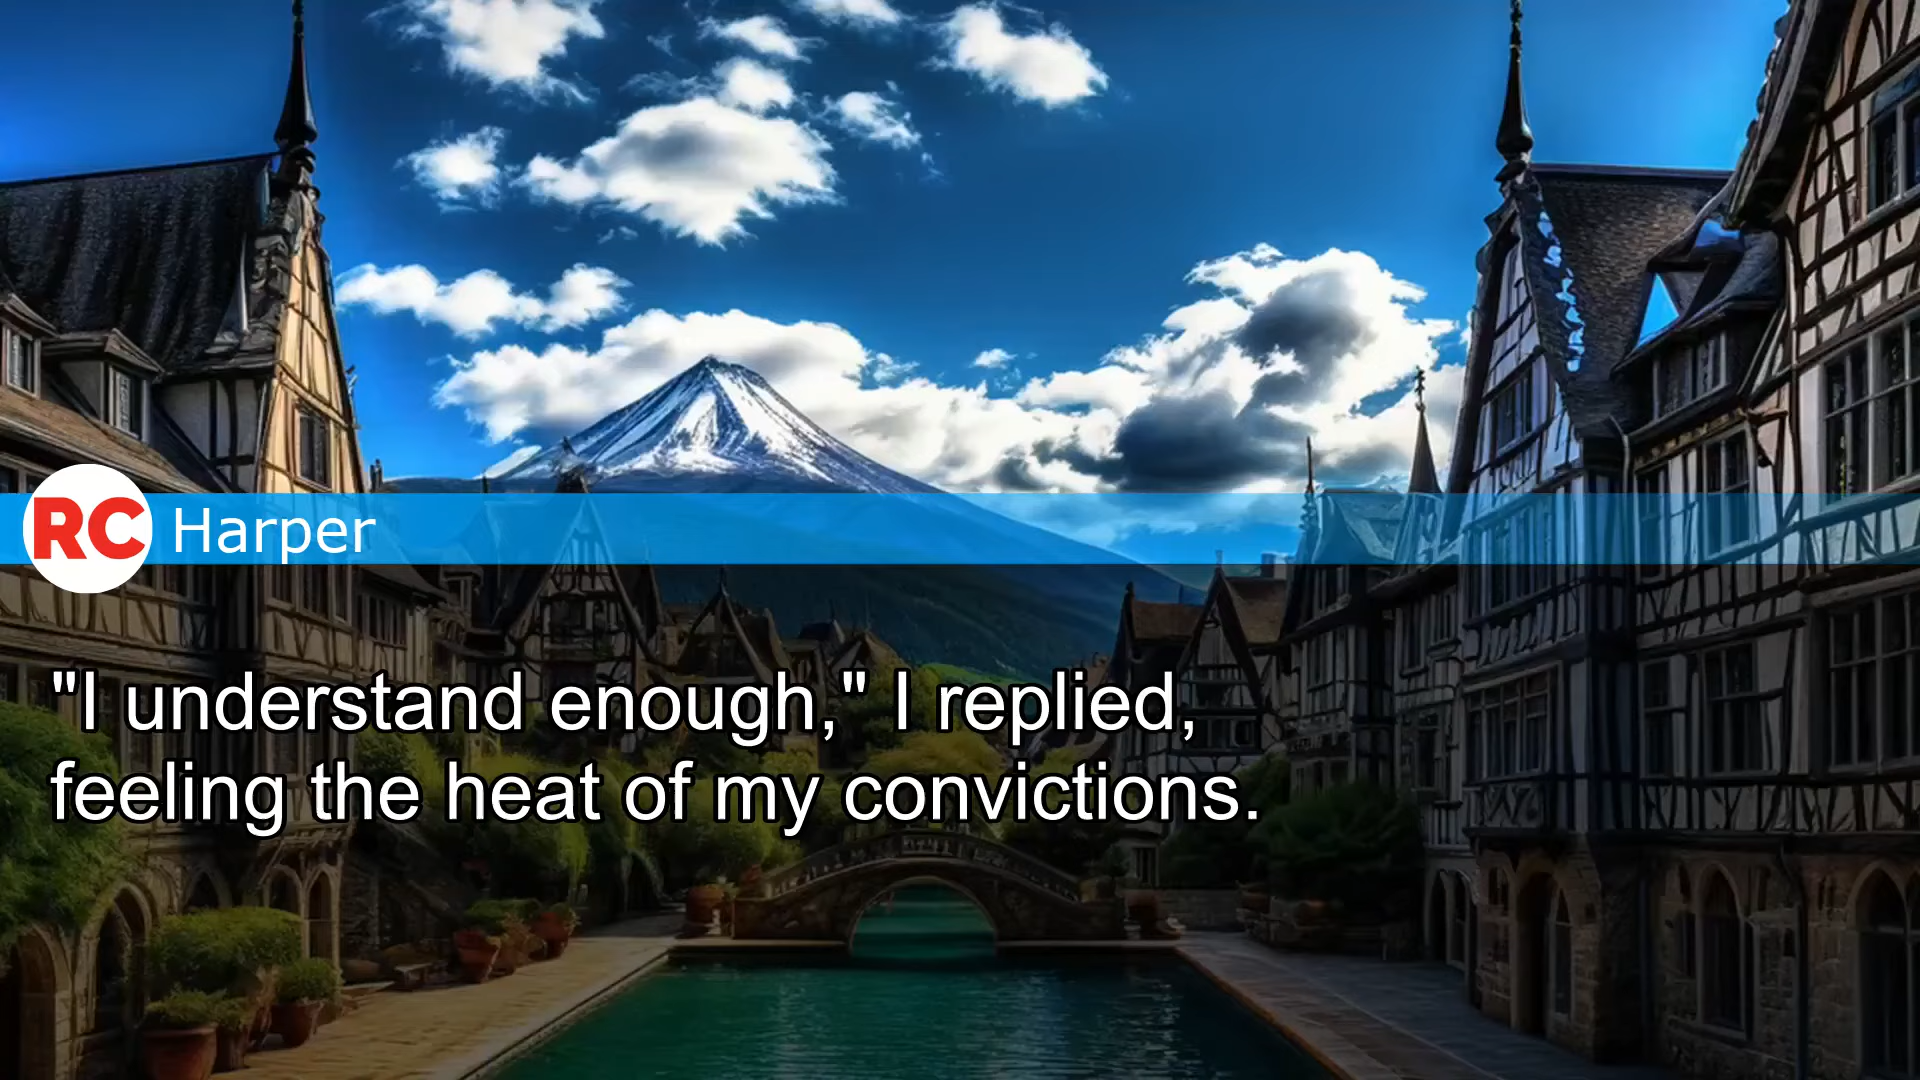 RC Harper
"I understand enough," I replied,
feeling the heat of my convictions.